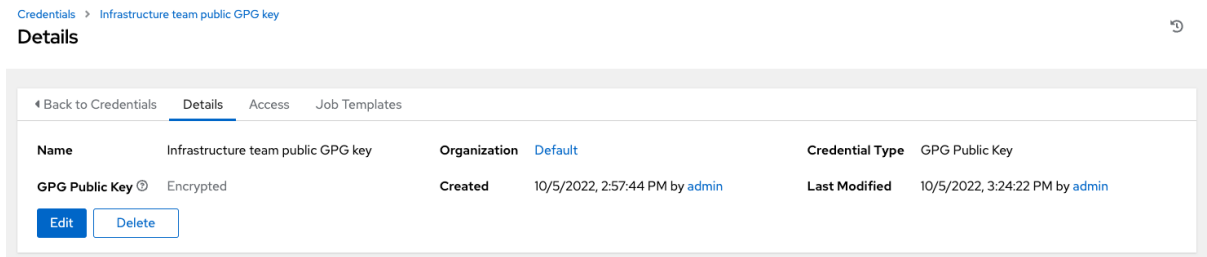 Credentials > Infrastructure team public GPG key
Details
Back to Credentials Details Access Job Templates
Name Infrastructure team public GPG key Organization Default Credential Type GPG Public Key
GPG Public Key Encrypted Created 10/5/2022, 2:57:44 PM by admin Last Modified 10/5/2022, 3:24:22 PM by admin
Edit Delete